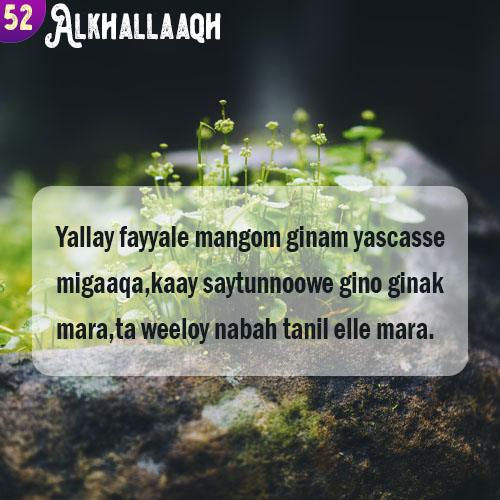 52
Alkhallaaqh
Yallay fayyale mangom ginam yascasse
migaaqa,kaay saytunnoowe gino ginak
mara,ta weeloy nabah tanil elle mara.